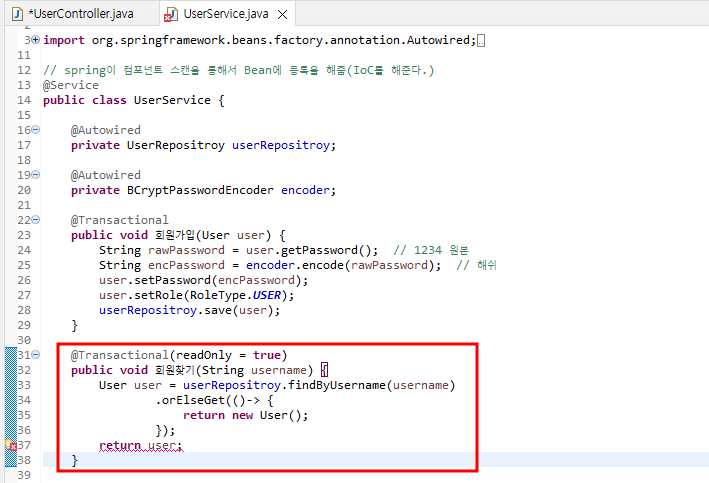 *UserController.java UserService.java
2
3 import org.springframework.beans.factory.annotation.Autowired;
11
12 // spring이 컴포넌트 스캔을 통해서 Bean에 등록을 해줌(IoC를 해준다.)
13 @Service
14 public class UserService {
15
16 @Autowired
17 private UserRepositroy userRepositroy;
18
19 @Autowired
20 private BCryptPasswordEncoder encoder;
21
22 @Transactional
23 public void 회원가입(User user) {
24 String rawPassword = user.getPassword(); // 1234 원본
25 String encPassword = encoder.encode(rawPassword); // 해쉬
26 user.setPassword(encPassword);
27 user.setRole(RoleType.USER);
28 userRepositroy.save(user);
29 }
30
31 @Transactional(readOnly = true)
32 public void 회원찾기(String username) {
33 User user = userRepositroy.findByUsername(username)
34 .orElseGet(()-> {
35 return new User();
36 });
37 return user;
38 }
39